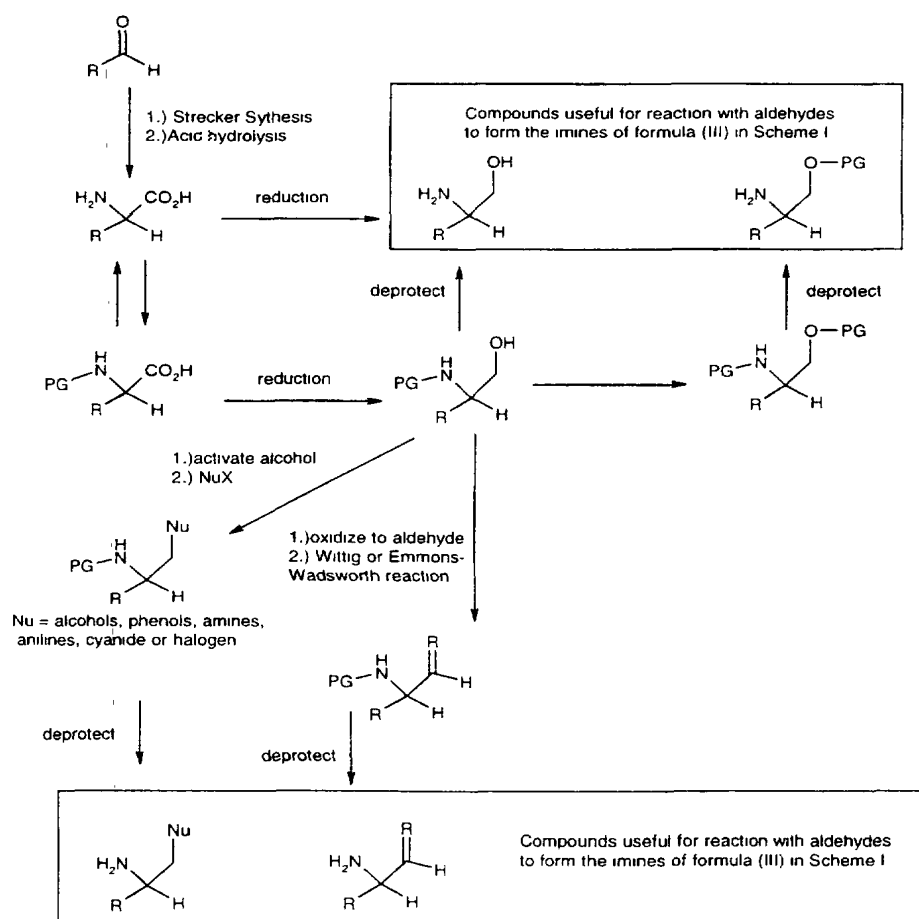 O
R H
1.) Strecker Sythesis
2.)Acid hydrolysis
Compounds useful for reaction with aldehydes
to form the imines of formula (III) in Scheme I
OH
H₂N
R H
O—PG
H₂N
R H
H₂N CO₂H
R H
reduction
deprotect
deprotect
H
PG-N CO₂H
R H
reduction
OH
H
PG-N
R H
O—PG
H
PG-N
R H
1.)activate alcohol
2.) NuX
1.)oxidize to aldehyde
2.) Wittig or Emmons-
Wadsworth reaction
Nu
H
PG-N
R H
Nu = alcohols, phenols, amines,
anilines, cyanide or halogen
R
H
PG-N H
R H
deprotect
deprotect
Nu
H₂N
R H
R
H₂N H
R H
Compounds useful for reaction with aldehydes
to form the imines of formula (III) in Scheme I